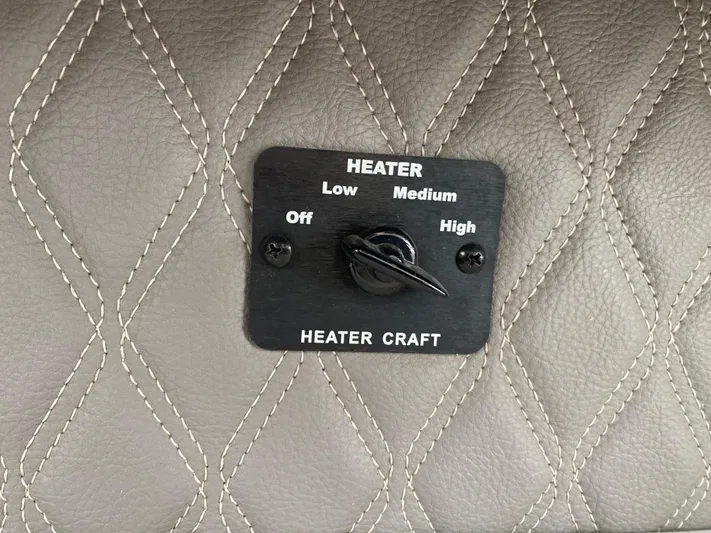 HEATER
Low Medium
Off High
HEATER CRAFT